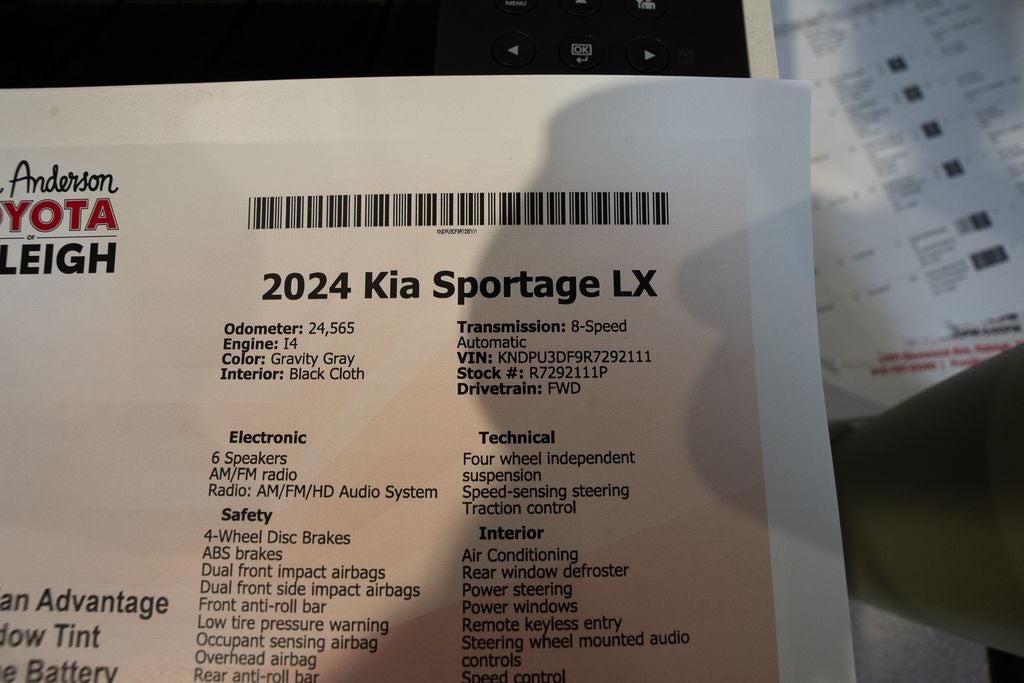 MENU
OK
Anderson
OYOTA
OF
LEIGH
2024 Kia Sportage LX
Odometer: 24,565
Engine: I4
Color: Gravity Gray
Interior: Black Cloth
Transmission: 8-Speed
Automatic
VIN: KNDPU3DF9R7292111
Stock #: R7292111P
Drivetrain: FWD
Electronic
6 Speakers
AM/FM radio
Radio: AM/FM/HD Audio System
Safety
4-Wheel Disc Brakes
ABS brakes
Dual front impact airbags
Dual front side impact airbags
Front anti-roll bar
Low tire pressure warning
Occupant sensing airbag
Overhead airbag
Rear anti-roll bar
Technical
Four wheel independent
suspension
Speed-sensing steering
Traction control
Interior
Air Conditioning
Rear window defroster
Power steering
Power windows
Remote keyless entry
Steering wheel mounted audio
controls
Speed control
an Advantage
dow Tint
e Battery